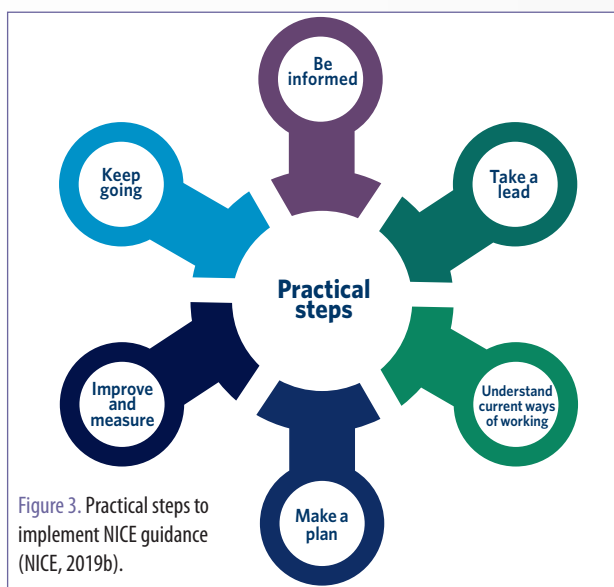 Be
informed
Take a
lead
Understand
current ways
of working
Make a
plan
Improve
and
measure
Keep
going
Practical
steps
Figure 3. Practical steps to
implement NICE guidance
(NICE, 2019b).